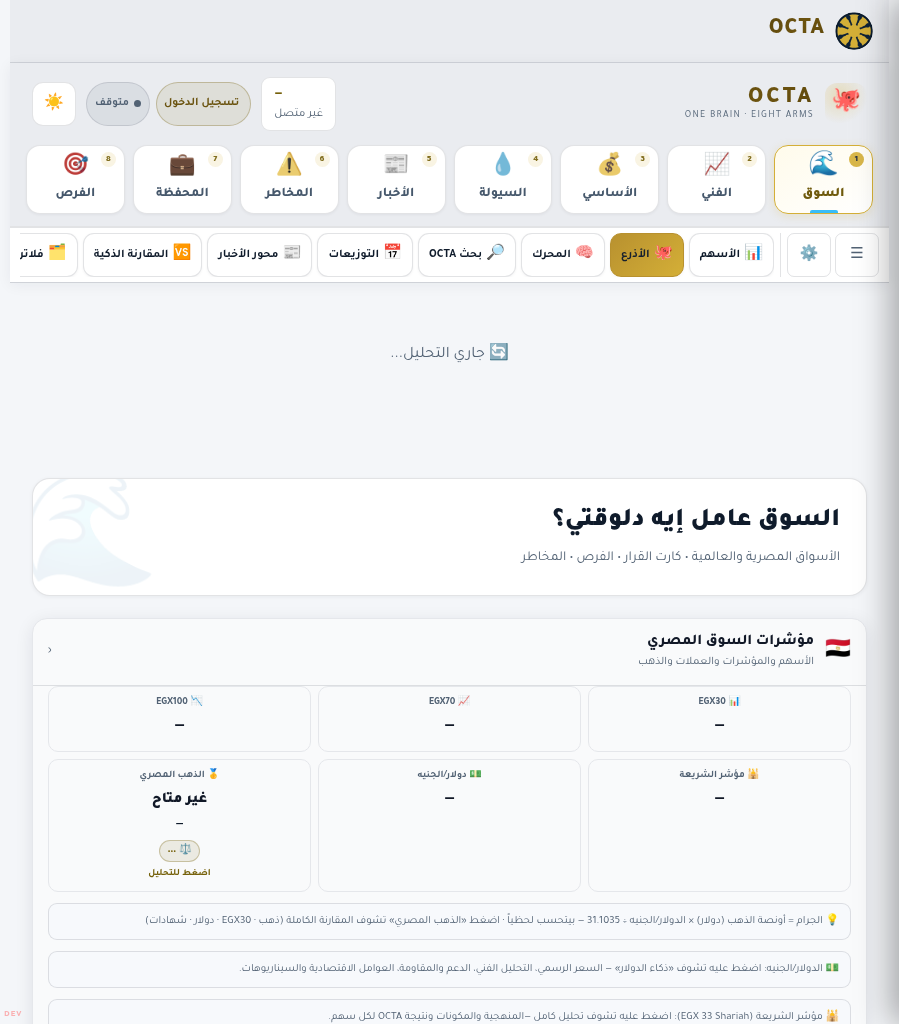 OCTA
OCTA
ONE BRAIN · EIGHT ARMS
—
غير متصل
تسجيل الدخول
متوقف
1
السوق
2
الفني
3
الأساسي
4
السيولة
5
الأخبار
6
المخاطر
7
المحفظة
8
الفرص
☰
الأسهم
الأذرع
المحرك
بحث OCTA
التوزيعات
محور الأخبار
المقارنة الذكية
VS
فلاتر
جاري التحليل...
السوق عامل إيه دلوقتي؟
الأسواق المصرية والعالمية • كارت القرار • الفرص • المخاطر
مؤشرات السوق المصري
الأسهم والمؤشرات والعملات والذهب
‹
EGX30
—
EGX70
—
EGX100
—
مؤشر الشريعة
—
دولار/الجنيه
—
الذهب المصري
غير متاح
—
...
اضغط للتحليل
الجرام = أونصة الذهب (دولار) × الدولار/الجنيه ÷ 31.1035 — بيتحسب لحظياً · اضغط «الذهب المصري» تشوف المقارنة الكاملة (ذهب · EGX30 · دولار · شهادات)
الدولار/الجنيه: اضغط عليه تشوف «ذكاء الدولار» — السعر الرسمي، التحليل الفني، الدعم والمقاومة، العوامل الاقتصادية والسيناريوهات.
مؤشر الشريعة (EGX 33 Shariah): اضغط عليه تشوف تحليل كامل —المنهجية والمكونات ونتيجة OCTA لكل سهم.
DEV